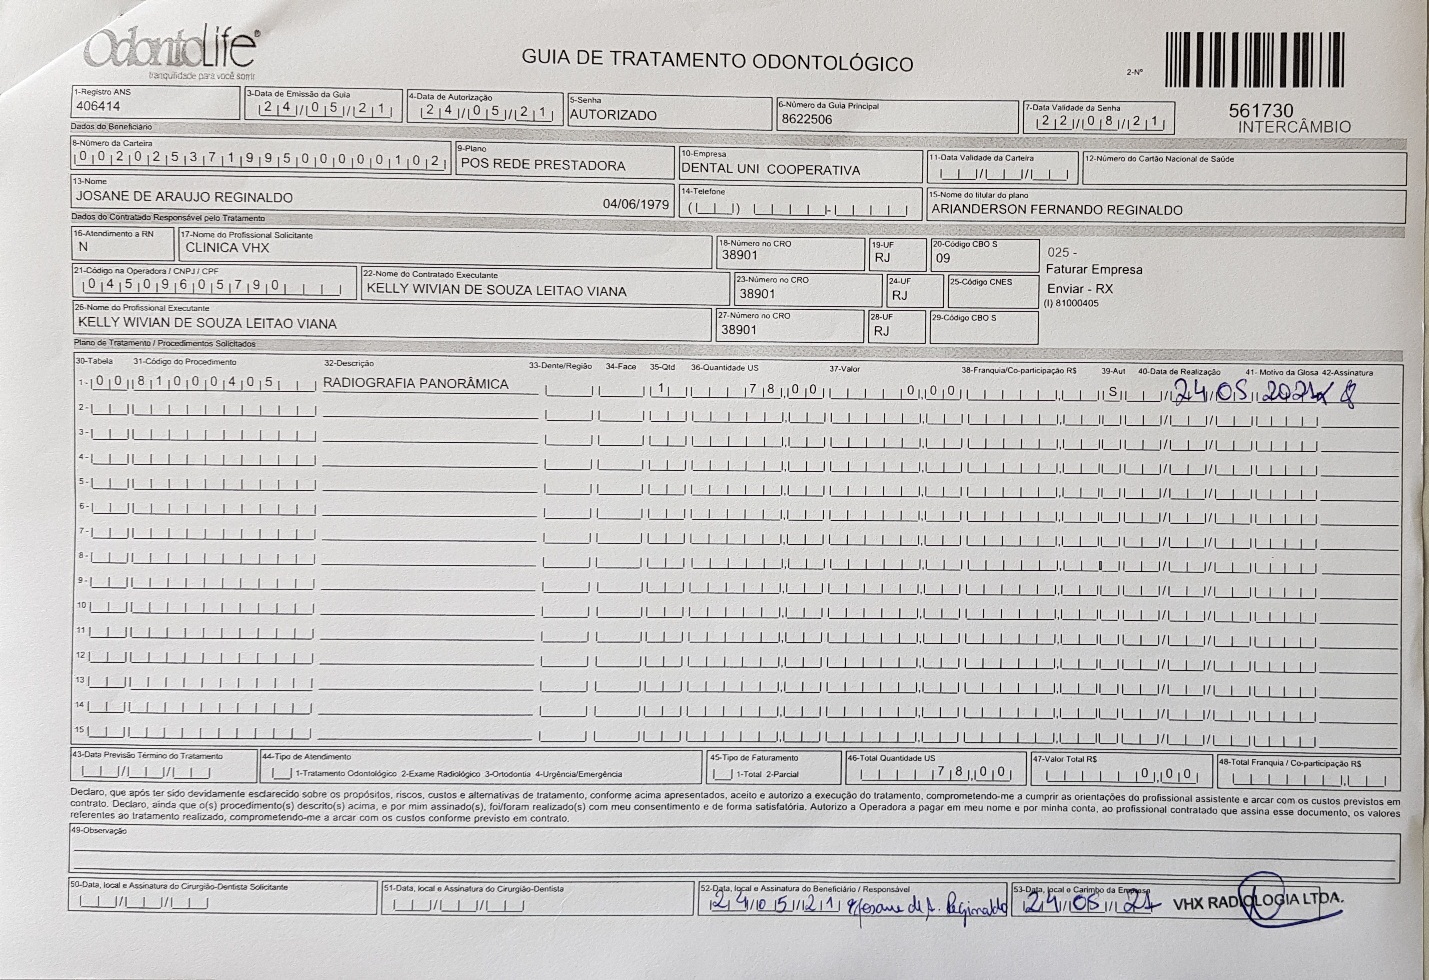 OdontoLife®
tranquilidade para você sorrir
GUIA DE TRATAMENTO ODONTOLÓGICO
2-Nº
561730
INTERCÂMBIO
1-Registro ANS
406414
3-Data de Emissão da Guia
24/05/21
4-Data de Autorização
24/05/21
5-Senha
AUTORIZADO
6-Número da Guia Principal
8622506
7-Data Validade da Senha
22/08/21
Dados do Beneficiário
8-Número da Carteira
00202537199500000102
9-Plano
POS REDE PRESTADORA
10-Empresa
DENTAL UNI COOPERATIVA
11-Data Validade da Carteira
12-Número do Cartão Nacional de Saúde
13-Nome
JOSANE DE ARAUJO REGINALDO 04/06/1979
14-Telefone
15-Nome do titular do plano
ARIANDERSON FERNANDO REGINALDO
Dados do Contratado Responsável pelo Tratamento
16-Atendimento a RN
N
17-Nome do Profissional Solicitante
CLINICA VHX
18-Número no CRO
38901
19-UF
RJ
20-Código CBO S
09
025 -
Faturar Empresa
Enviar - RX
(I) 81000405
21-Código na Operadora / CNPJ / CPF
04509605790
22-Nome do Contratado Executante
KELLY WIVIAN DE SOUZA LEITAO VIANA
23-Número no CRO
38901
24-UF
RJ
25-Código CNES
26-Nome do Profissional Executante
KELLY WIVIAN DE SOUZA LEITAO VIANA
27-Número no CRO
38901
28-UF
RJ
29-Código CBO S
Plano de Tratamento / Procedimentos Solicitados
30-Tabela 31-Código do Procedimento 32-Descrição 33-Dente/Região 34-Face 35-Qtd 36-Quantidade US 37-Valor 38-Franquia/Co-participação R$ 39-Aut 40-Data de Realização 41- Motivo da Glosa 42-Assinatura
1- 00 81000405 RADIOGRAFIA PANORÂMICA 1 78,00 0,00 S 24/05/2021
2-
3-
4-
5-
6-
7-
8-
9-
10
11
12
13
14
15
43-Data Previsão Término do Tratamento
44-Tipo de Atendimento
1-Tratamento Odontológico 2-Exame Radiológico 3-Ortodontia 4-Urgência/Emergência
45-Tipo de Faturamento
1-Total 2-Parcial
46-Total Quantidade US
78,00
47-Valor Total R$
0,00
48-Total Franquia / Co-participação R$
Declaro, que após ter sido devidamente esclarecido sobre os propósitos, riscos, custos e alternativas de tratamento, conforme acima apresentados, aceito e autorizo a execução do tratamento, comprometendo-me a cumprir as orientações do profissional assistente e arcar com os custos previstos em
contrato. Declaro, ainda que o(s) procedimento(s) descrito(s) acima, e por mim assinado(s), foi/foram realizado(s) com meu consentimento e de forma satisfatória. Autorizo a Operadora a pagar em meu nome e por minha conta, ao profissional contratado que assina esse documento, os valores
referentes ao tratamento realizado, comprometendo-me a arcar com os custos conforme previsto em contrato.
49-Observação
50-Data, local e Assinatura do Cirurgião-Dentista Solicitante
51-Data, local e Assinatura do Cirurgião-Dentista
52-Data, local e Assinatura do Beneficiário / Responsável
24/05/21 Josane de A. Reginaldo
53-Data, local e Carimbo da Empresa
24/05/21 VHX RADIOLOGIA LTDA.